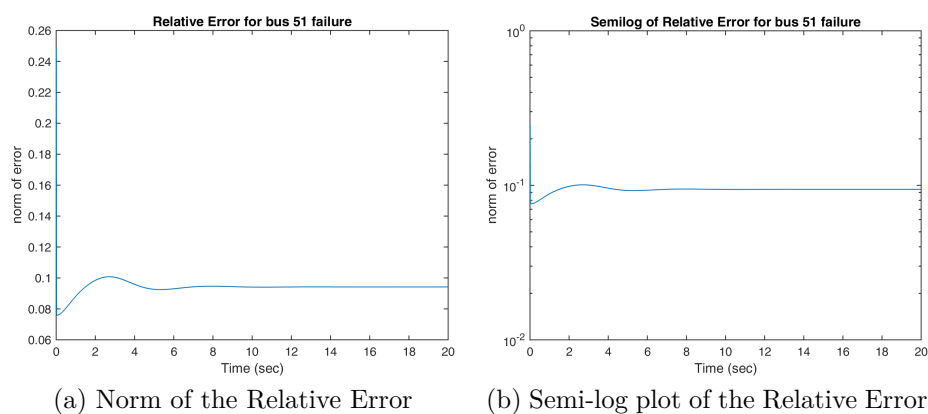 Relative Error for bus 51 failure
0.26
0.24
0.22
0.2
0.18
0.16
0.14
0.12
0.1
0.08
0.06
norm of error
0 2 4 6 8 10 12 14 16 18 20
Time (sec)
(a) Norm of the Relative Error
Semilog of Relative Error for bus 51 failure
10^0
10^-1
10^-2
norm of error
0 2 4 6 8 10 12 14 16 18 20
Time (sec)
(b) Semi-log plot of the Relative Error